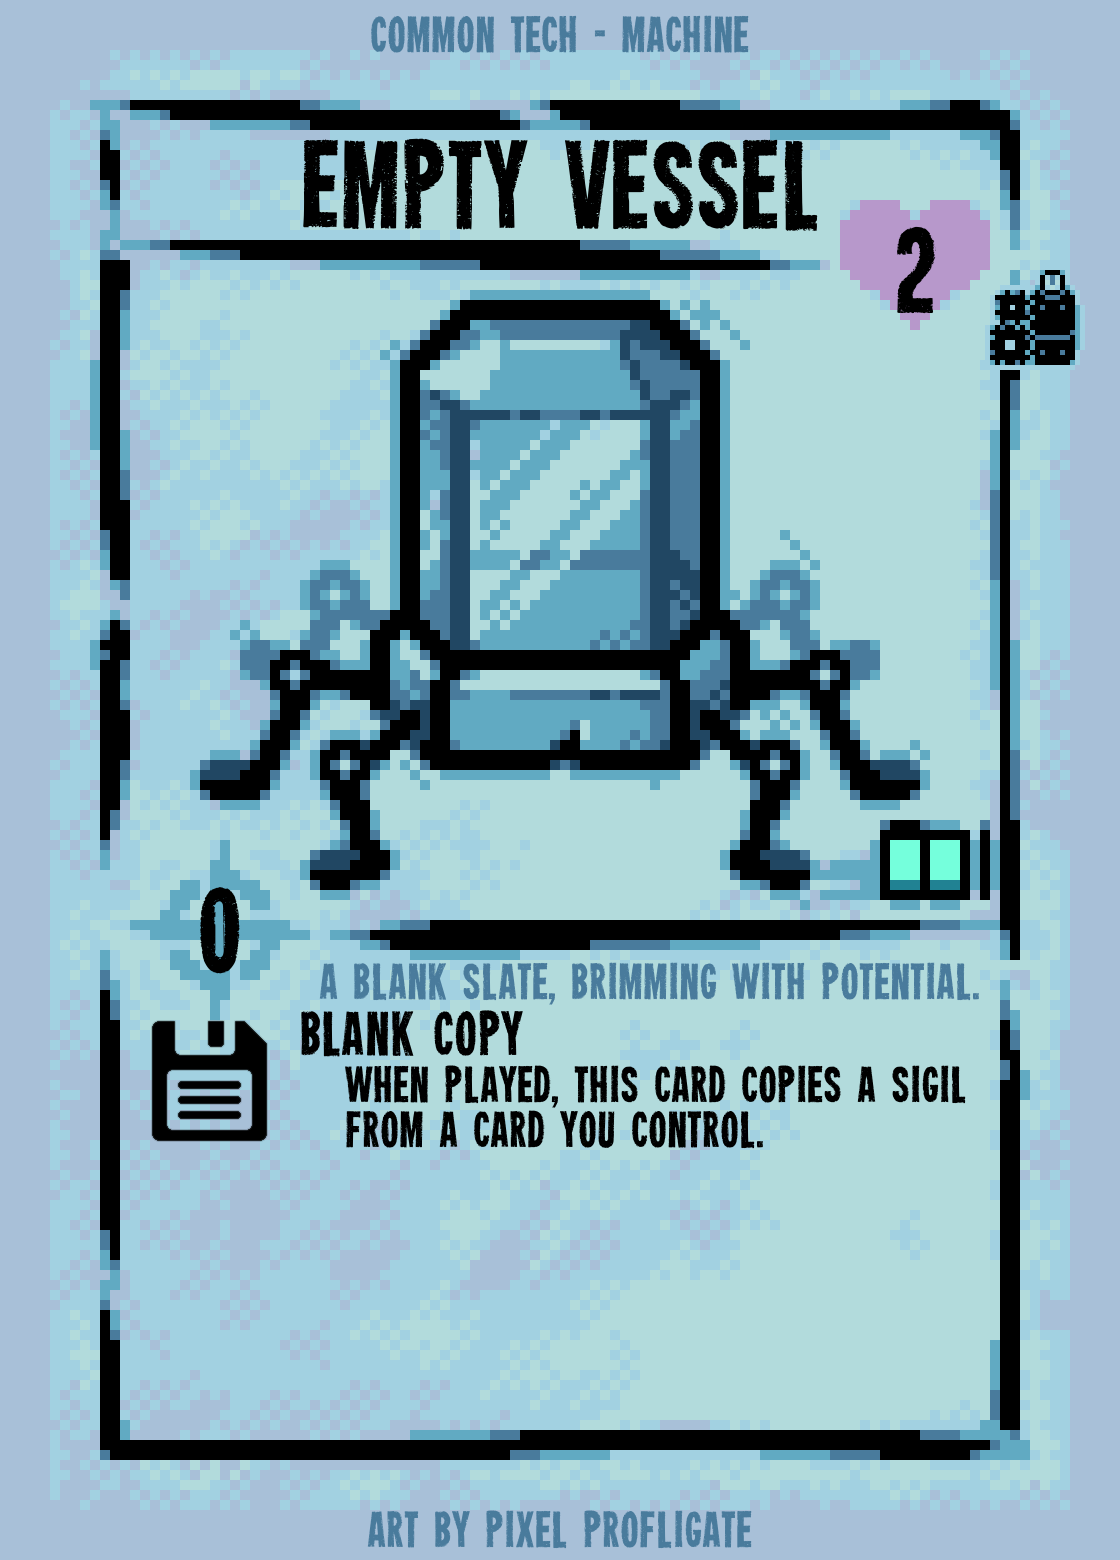 COMMON TECH - MACHINE
EMPTY VESSEL
2
0
A BLANK SLATE, BRIMMING WITH POTENTIAL.
BLANK COPY
WHEN PLAYED, THIS CARD COPIES A SIGIL
FROM A CARD YOU CONTROL.
ART BY PIXEL PROFLIGATE